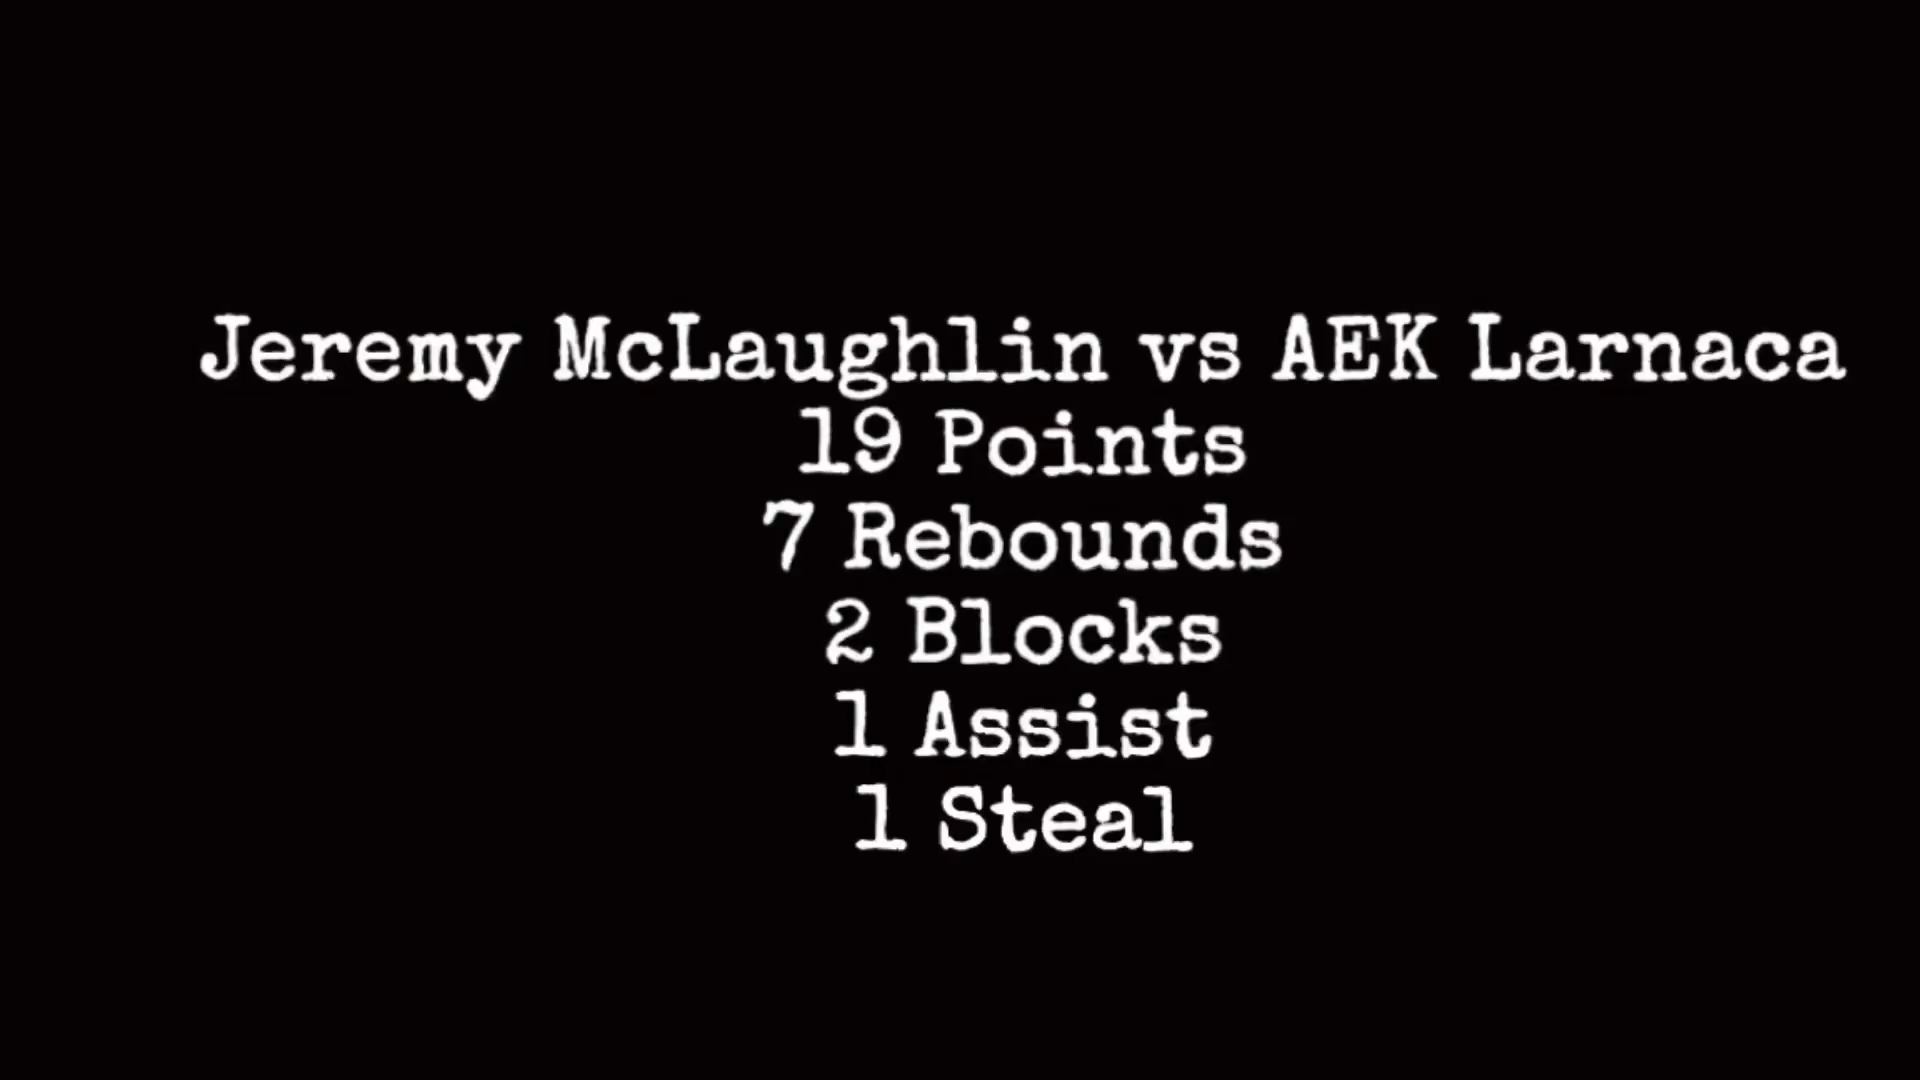 Jeremy McLaughlin vs AEK Larnaca
19 Points
7 Rebounds
2 Blocks
1 Assist
1 Steal